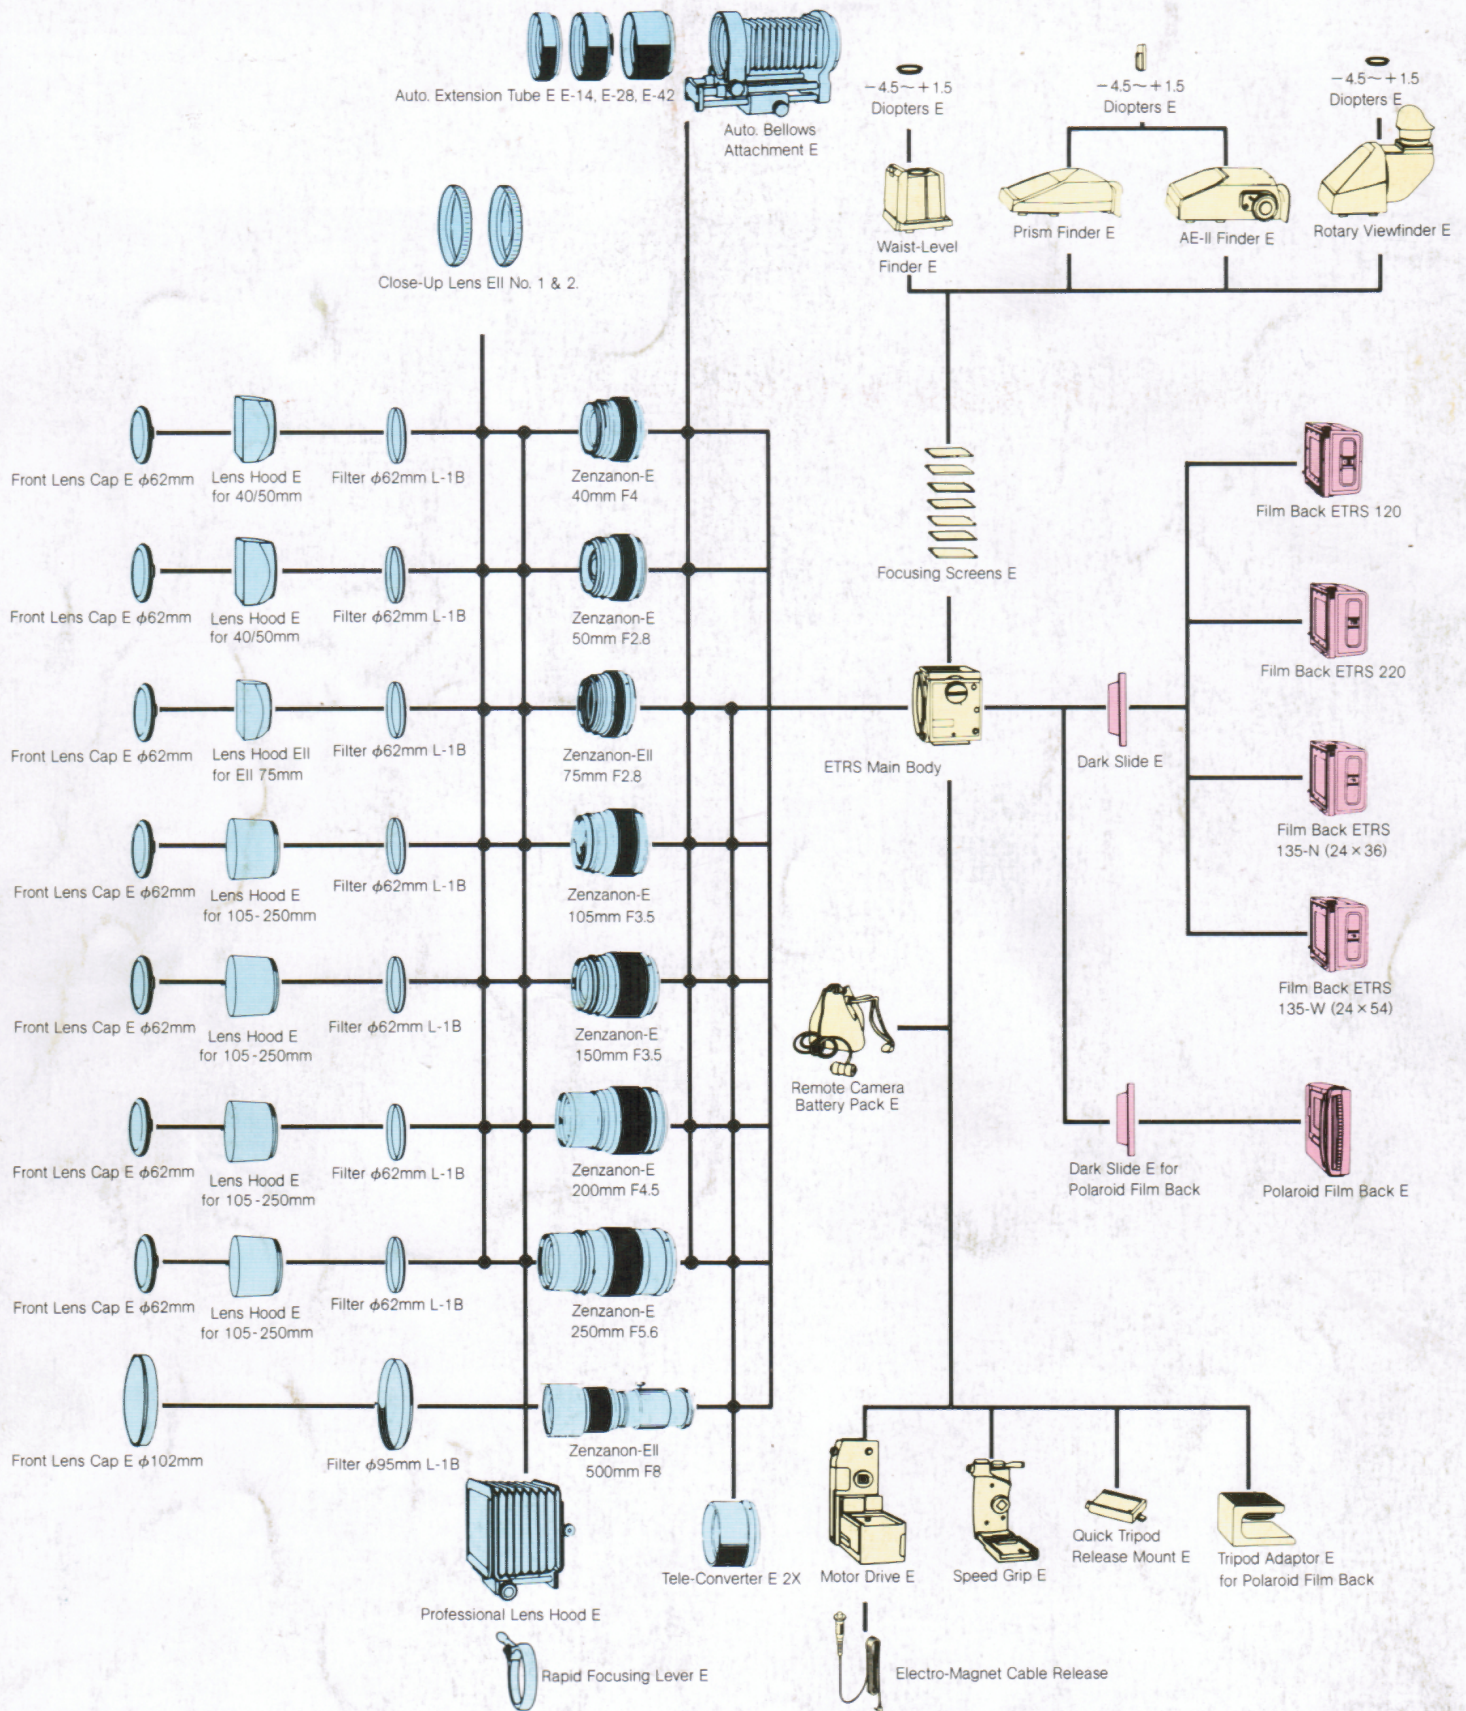 Auto. Extension Tube E E-14, E-28, E-42
Auto. Bellows
Attachment E
−4.5~+1.5
Diopters E
−4.5~+1.5
Diopters E
−4.5~+1.5
Diopters E
Waist-Level
Finder E
Prism Finder E
AE-II Finder E
Rotary Viewfinder E
Close-Up Lens EII No. 1 & 2.
Front Lens Cap E ϕ62mm
Lens Hood E
for 40/50mm
Filter ϕ62mm L-1B
Zenzanon-E
40mm F4
Front Lens Cap E ϕ62mm
Lens Hood E
for 40/50mm
Filter ϕ62mm L-1B
Zenzanon-E
50mm F2.8
Front Lens Cap E ϕ62mm
Lens Hood EII
for EII 75mm
Filter ϕ62mm L-1B
Zenzanon-EII
75mm F2.8
Front Lens Cap E ϕ62mm
Lens Hood E
for 105-250mm
Filter ϕ62mm L-1B
Zenzanon-E
105mm F3.5
Front Lens Cap E ϕ62mm
Lens Hood E
for 105-250mm
Filter ϕ62mm L-1B
Zenzanon-E
150mm F3.5
Front Lens Cap E ϕ62mm
Lens Hood E
for 105-250mm
Filter ϕ62mm L-1B
Zenzanon-E
200mm F4.5
Front Lens Cap E ϕ62mm
Lens Hood E
for 105-250mm
Filter ϕ62mm L-1B
Zenzanon-E
250mm F5.6
Front Lens Cap E ϕ102mm
Filter ϕ95mm L-1B
Zenzanon-EII
500mm F8
Focusing Screens E
ETRS Main Body
Dark Slide E
Film Back ETRS 120
Film Back ETRS 220
Film Back ETRS
135-N (24×36)
Film Back ETRS
135-W (24×54)
Remote Camera
Battery Pack E
Dark Slide E for
Polaroid Film Back
Polaroid Film Back E
Professional Lens Hood E
Tele-Converter E 2X
Motor Drive E
Speed Grip E
Quick Tripod
Release Mount E
Tripod Adaptor E
for Polaroid Film Back
Rapid Focusing Lever E
Electro-Magnet Cable Release